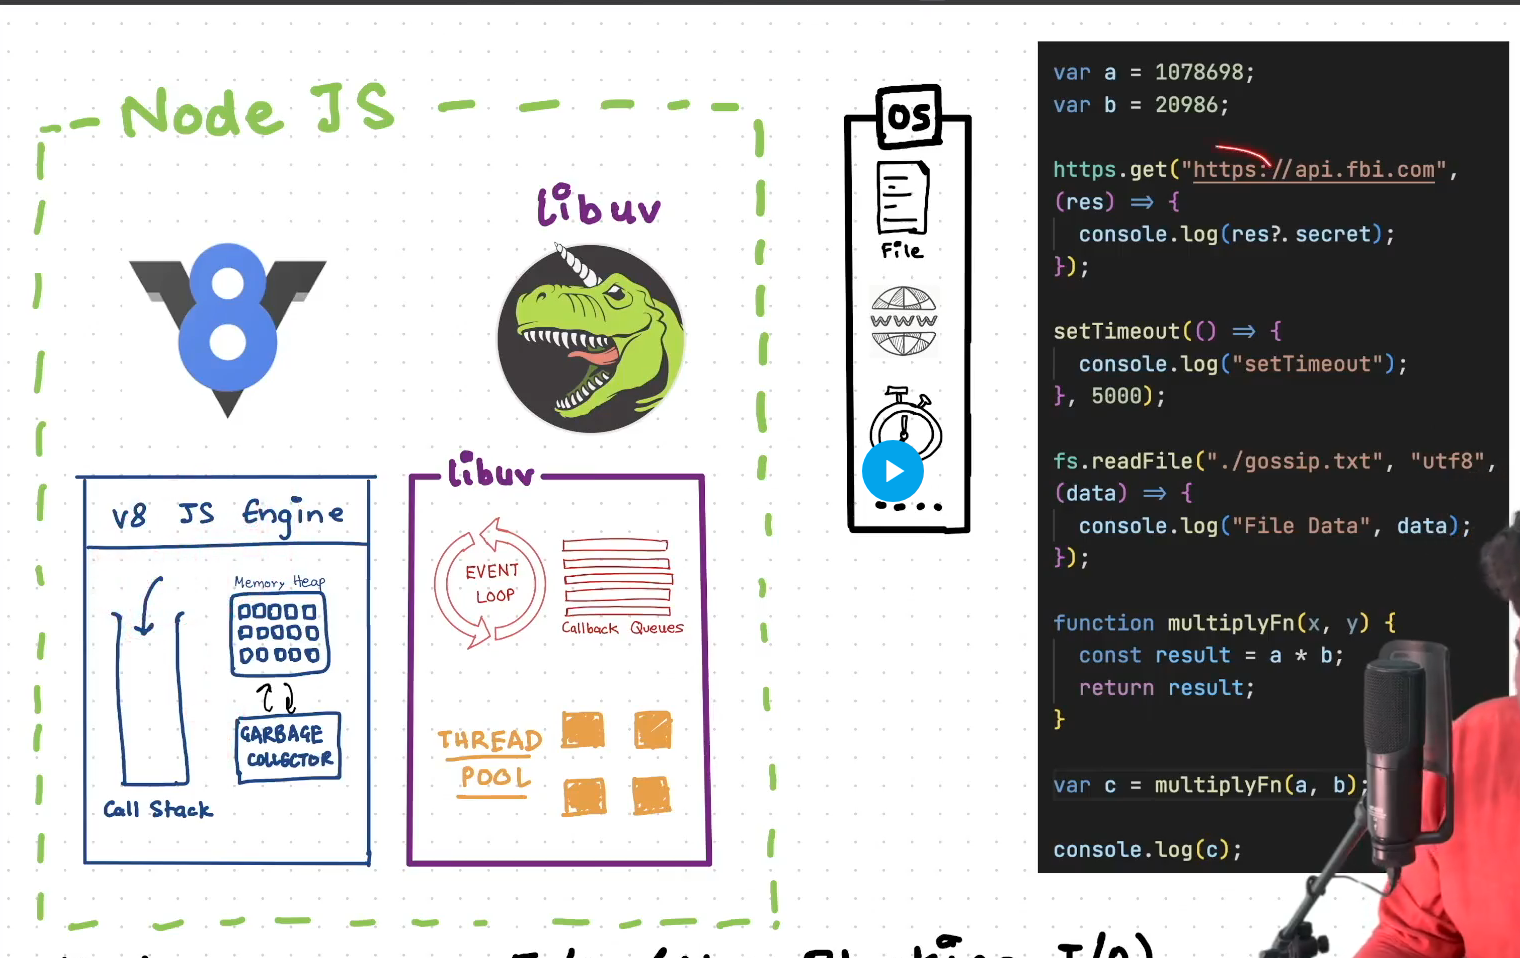 Node JS
libuv
8
V8 JS Engine
Memory Heap
GARBAGE
COLLECTOR
Call Stack
libuv
EVENT
LOOP
Callback Queues
THREAD
POOL
OS
File
WWW
var a = 1078698;
var b = 20986;
https.get("https://api.fbi.com",
(res) ⇒ {
console.log(res?.secret);
});
setTimeout(() ⇒ {
console.log("setTimeout");
}, 5000);
fs.readFile("./gossip.txt", "utf8",
(data) ⇒ {
console.log("File Data", data);
});
function multiplyFn(x, y) {
const result = a * b;
return result;
}
var c = multiplyFn(a, b);
console.log(c);
I/O